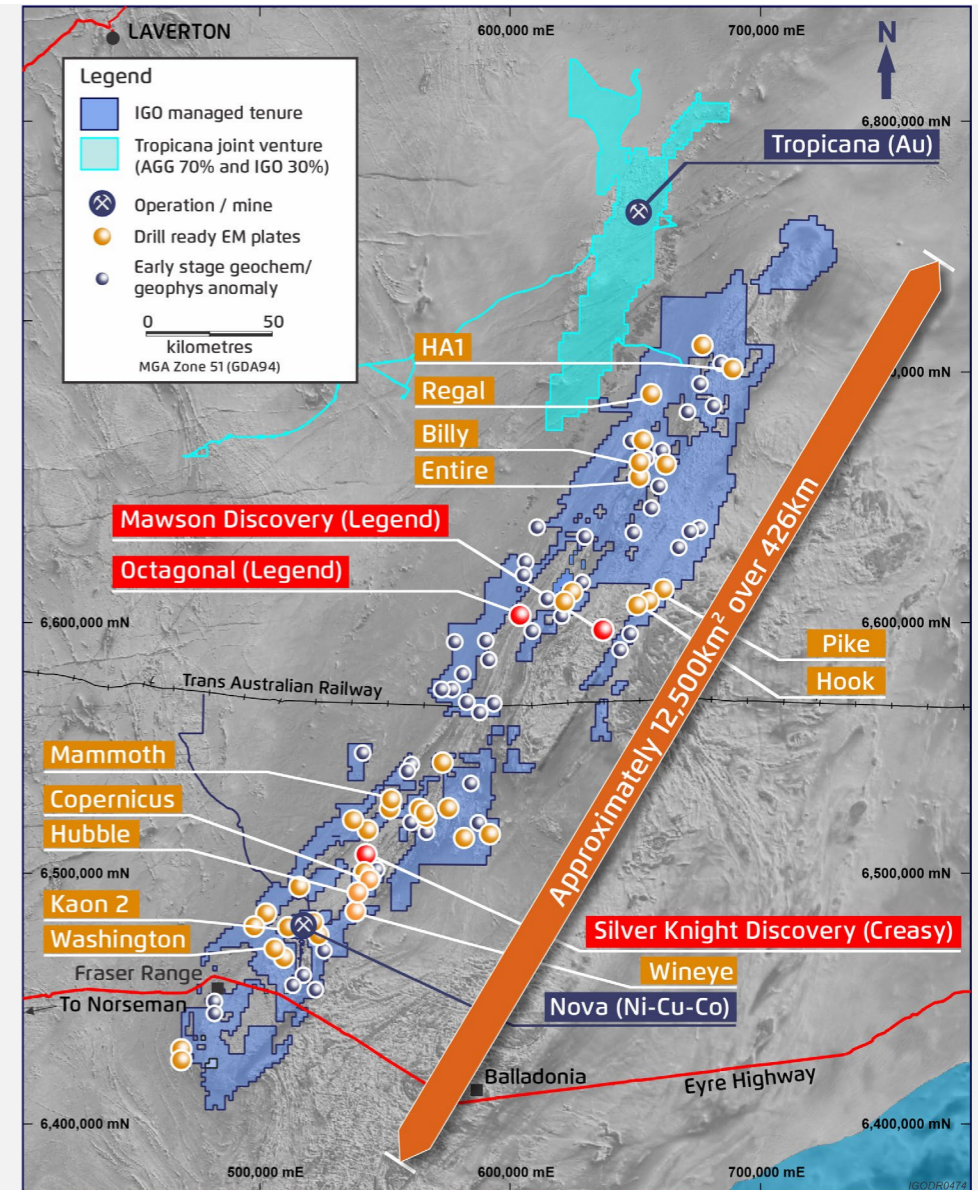 LAVERTON
600,000 mE
700,000 mE
N
Legend
IGO managed tenure
Tropicana joint venture
(AGG 70% and IGO 30%)
Operation / mine
Drill ready EM plates
Early stage geochem/
geophys anomaly
0 50
kilometres
MGA Zone 51 (GDA94)
6,800,000 mN
Tropicana (Au)
HA1
,000 mN
Regal
Billy
Entire
Mawson Discovery (Legend)
Octagonal (Legend)
Approximately 12,500km² over 426km
6,600,000 mN
6,600,000 mN
Pike
Hook
Trans Australian Railway
Mammoth
Copernicus
Hubble
6,500,000 mN
6,500,000 mN
Kaon 2
Washington
Silver Knight Discovery (Creasy)
Wineye
Nova (Ni-Cu-Co)
Fraser Range
To Norseman
Balladonia
Eyre Highway
6,400,000 mN
6,400,000 mN
500,000 mE
600,000 mE
700,000 mE
IGODR0474